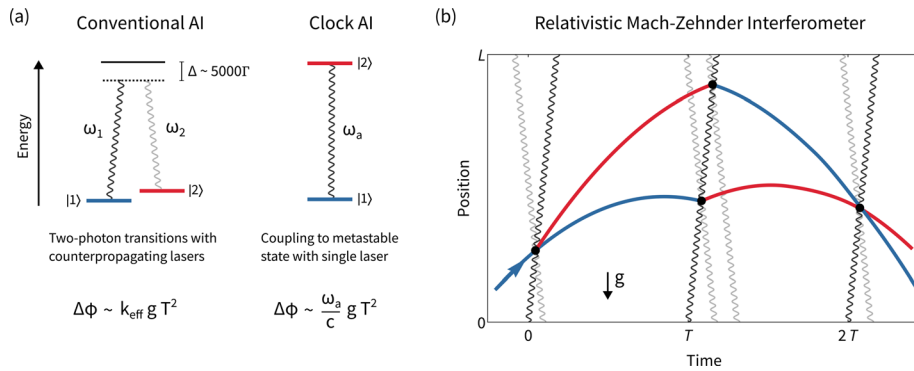 (a)
Conventional AI
Clock AI
Energy
Δ ~ 5000Γ
ω1
ω2
|1⟩
|2⟩
|2⟩
ωa
|1⟩
Two-photon transitions with
counterpropagating lasers
Coupling to metastable
state with single laser
Δϕ ~ keff g T²
Δϕ ~ ωa/c g T²
(b)
Relativistic Mach-Zehnder Interferometer
L
Position
g
0
0
T
2 T
Time